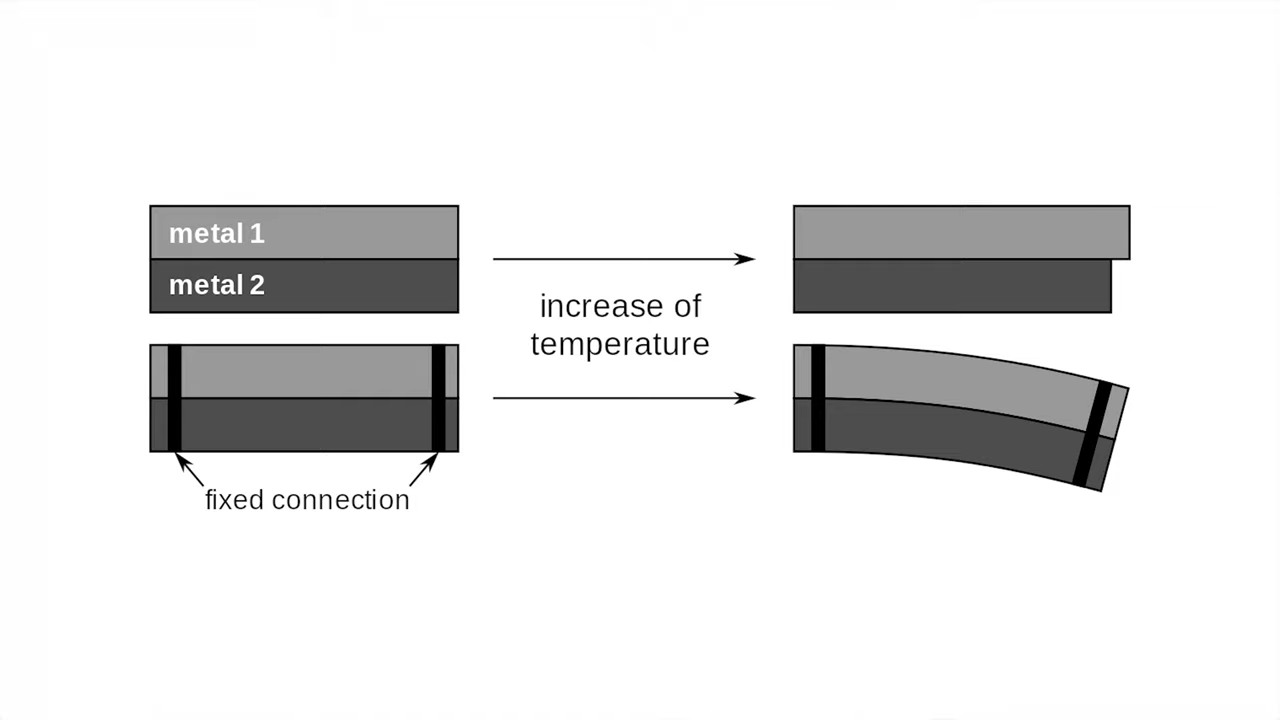 metal 1
metal 2
increase of
temperature
fixed connection